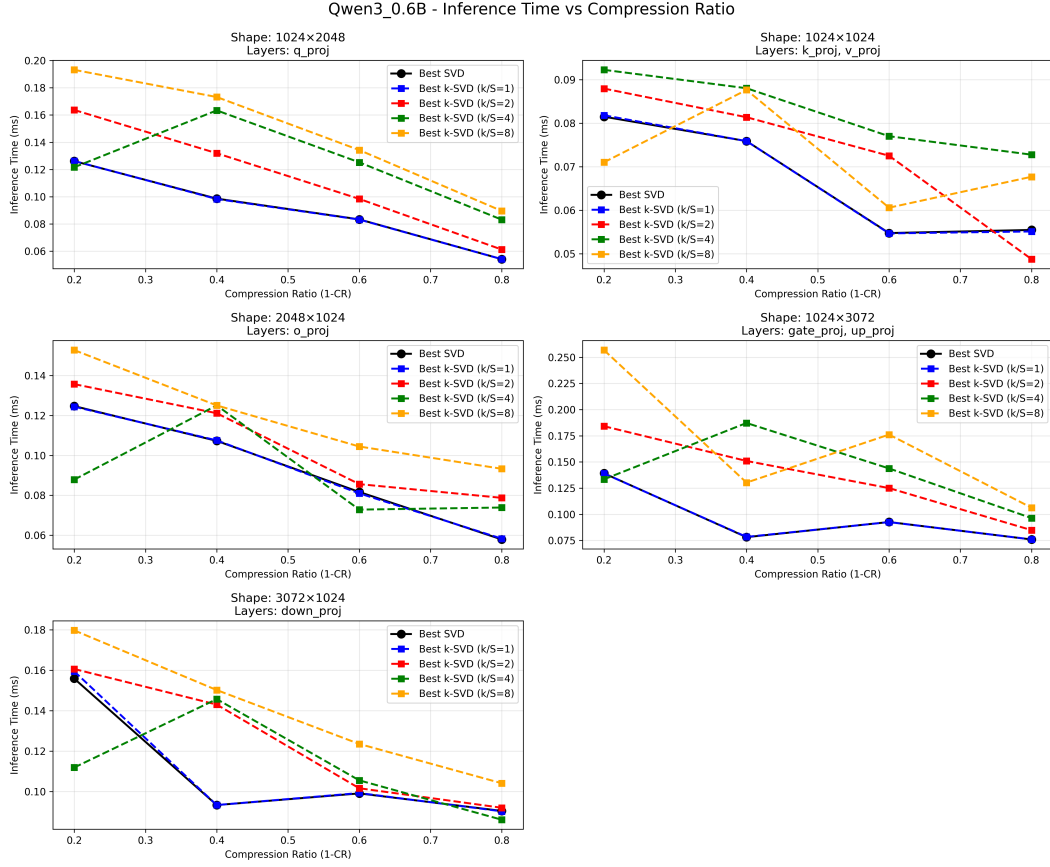 Qwen3_0.6B - Inference Time vs Compression Ratio
Shape: 1024×2048
Layers: q_proj
Inference Time (ms)
0.20
0.18
0.16
0.14
0.12
0.10
0.08
0.06
Best SVD
Best k-SVD (k/S=1)
Best k-SVD (k/S=2)
Best k-SVD (k/S=4)
Best k-SVD (k/S=8)
0.2 0.3 0.4 0.5 0.6 0.7 0.8
Compression Ratio (1-CR)
Shape: 1024×1024
Layers: k_proj, v_proj
Inference Time (ms)
0.09
0.08
0.07
0.06
0.05
Best SVD
Best k-SVD (k/S=1)
Best k-SVD (k/S=2)
Best k-SVD (k/S=4)
Best k-SVD (k/S=8)
0.2 0.3 0.4 0.5 0.6 0.7 0.8
Compression Ratio (1-CR)
Shape: 2048×1024
Layers: o_proj
Inference Time (ms)
0.14
0.12
0.10
0.08
0.06
Best SVD
Best k-SVD (k/S=1)
Best k-SVD (k/S=2)
Best k-SVD (k/S=4)
Best k-SVD (k/S=8)
0.2 0.3 0.4 0.5 0.6 0.7 0.8
Compression Ratio (1-CR)
Shape: 1024×3072
Layers: gate_proj, up_proj
Inference Time (ms)
0.250
0.225
0.200
0.175
0.150
0.125
0.100
0.075
Best SVD
Best k-SVD (k/S=1)
Best k-SVD (k/S=2)
Best k-SVD (k/S=4)
Best k-SVD (k/S=8)
0.2 0.3 0.4 0.5 0.6 0.7 0.8
Compression Ratio (1-CR)
Shape: 3072×1024
Layers: down_proj
Inference Time (ms)
0.18
0.16
0.14
0.12
0.10
Best SVD
Best k-SVD (k/S=1)
Best k-SVD (k/S=2)
Best k-SVD (k/S=4)
Best k-SVD (k/S=8)
0.2 0.3 0.4 0.5 0.6 0.7 0.8
Compression Ratio (1-CR)